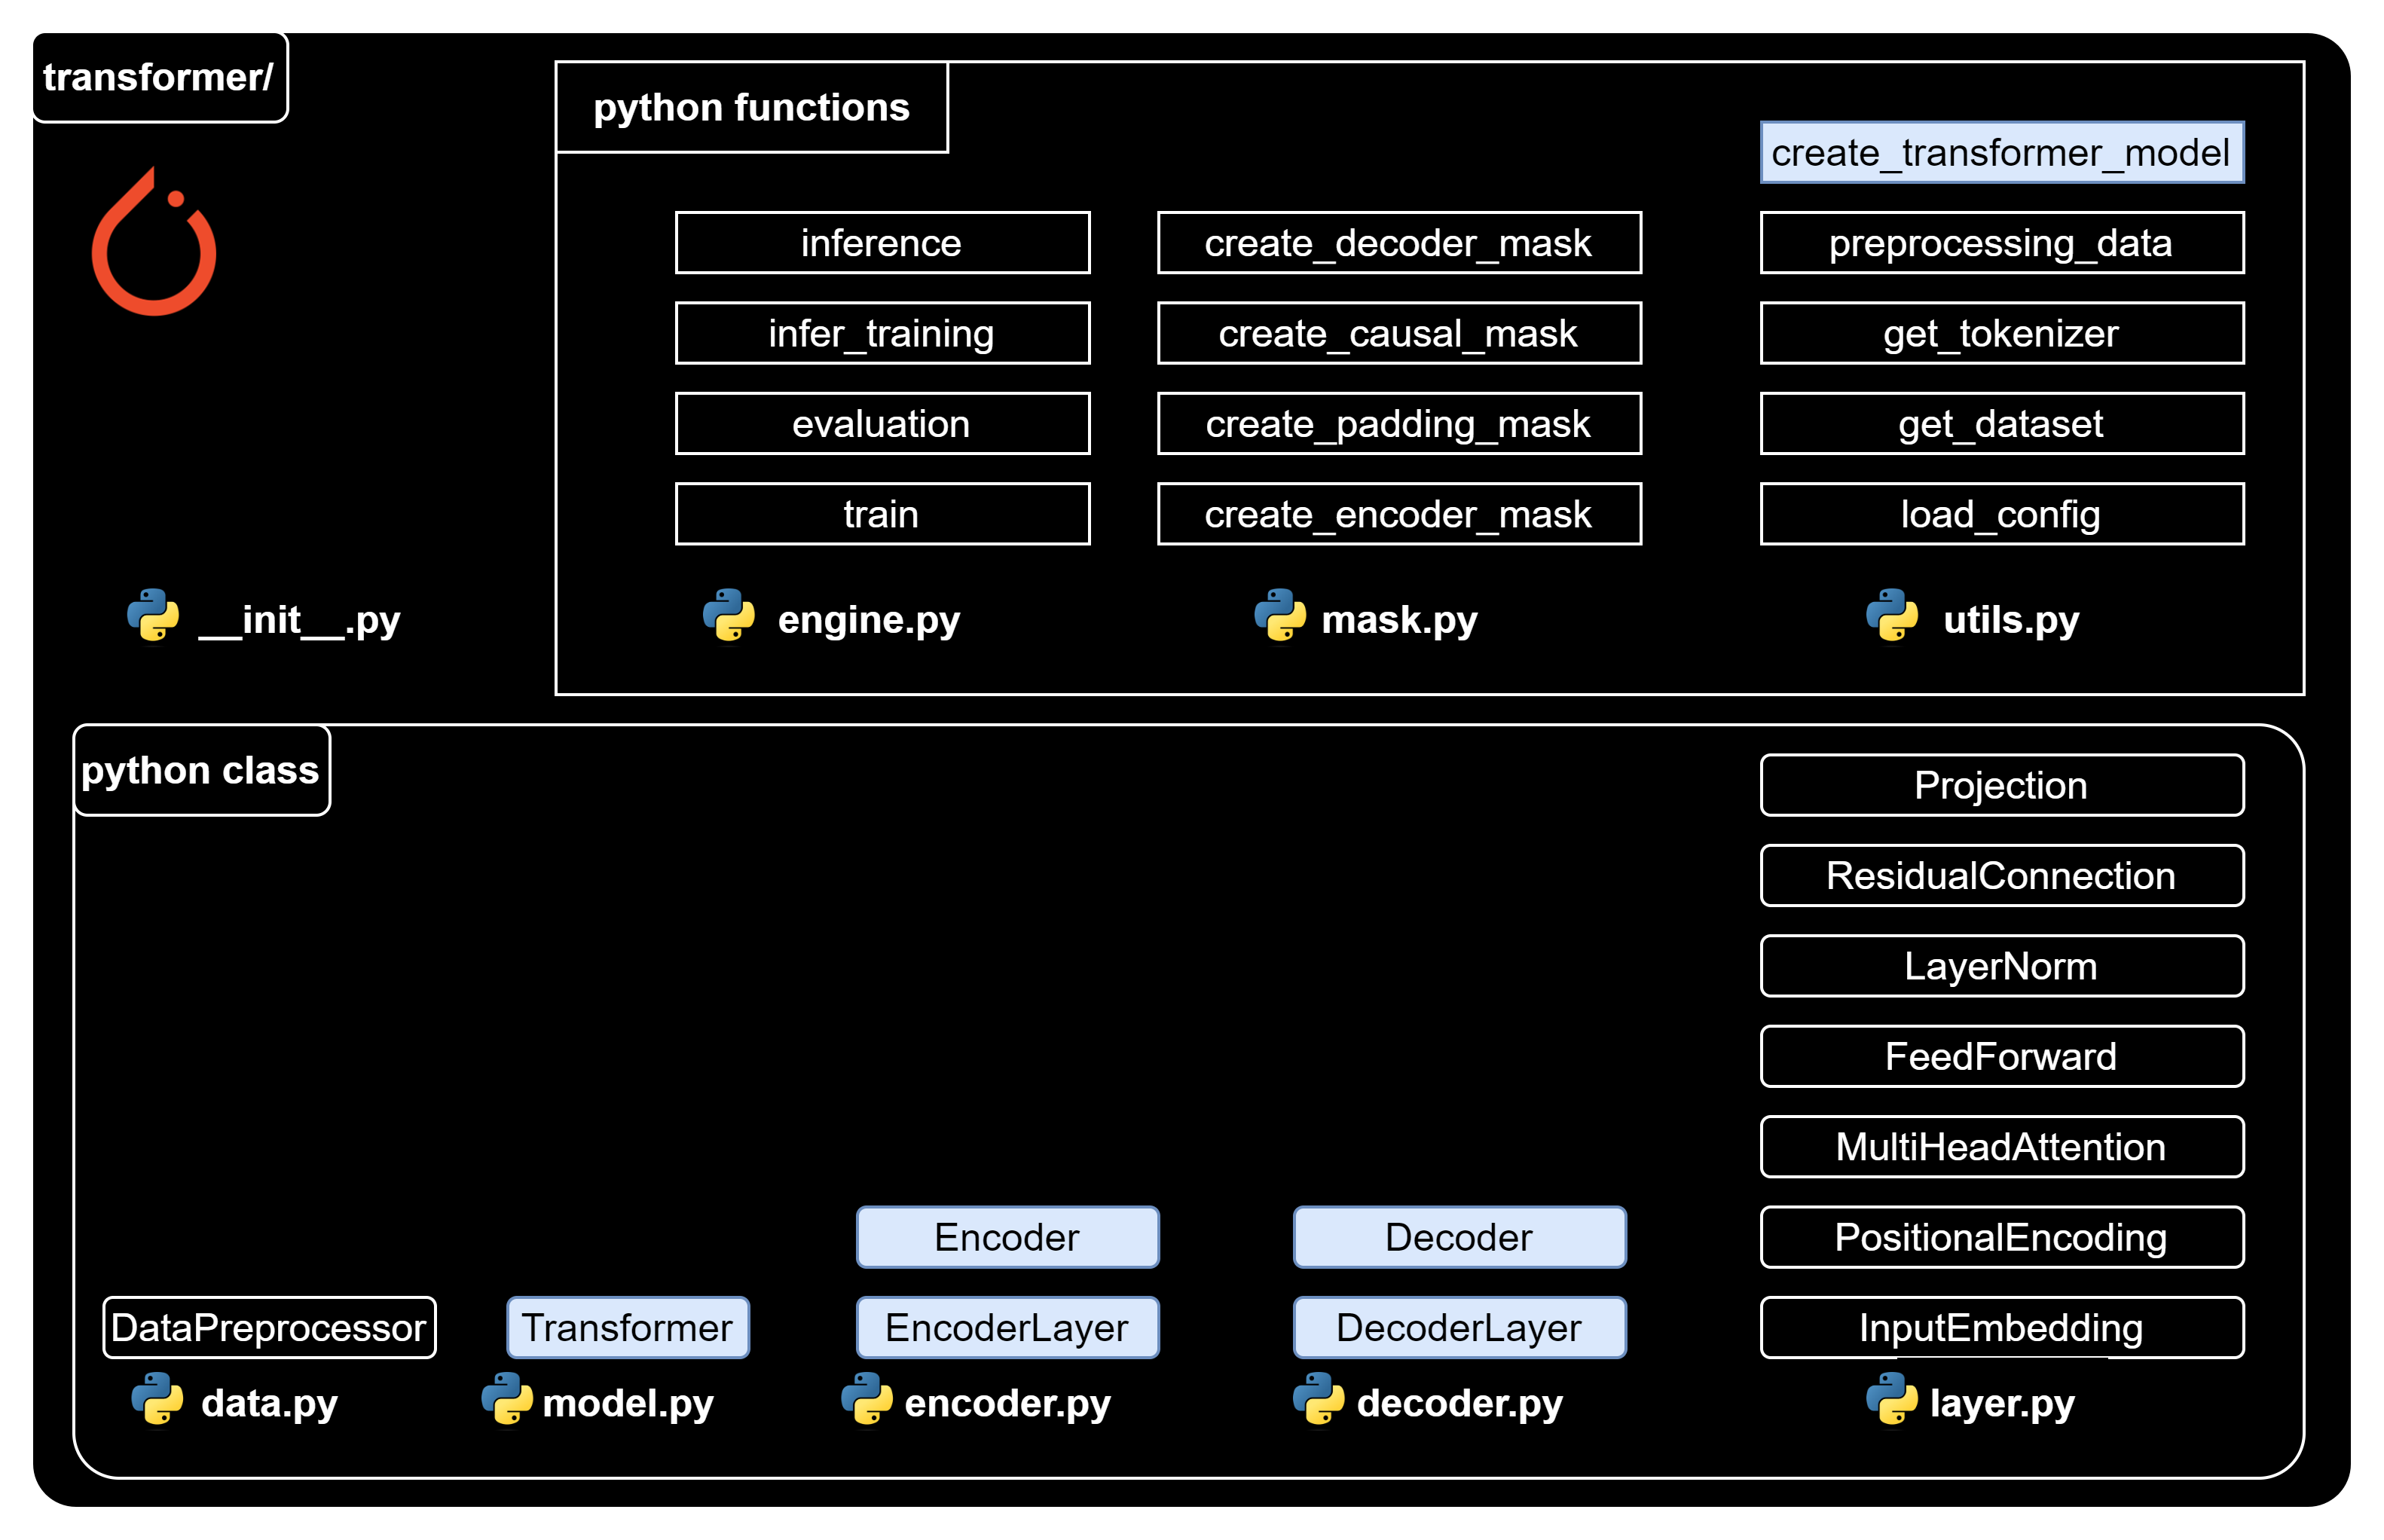 transformer/
python functions
create_transformer_model
inference
create_decoder_mask
preprocessing_data
infer_training
create_causal_mask
get_tokenizer
evaluation
create_padding_mask
get_dataset
train
create_encoder_mask
load_config
__init__.py
engine.py
mask.py
utils.py
python class
Projection
ResidualConnection
LayerNorm
FeedForward
MultiHeadAttention
Encoder
Decoder
PositionalEncoding
DataPreprocessor
Transformer
EncoderLayer
DecoderLayer
InputEmbedding
data.py
model.py
encoder.py
decoder.py
layer.py